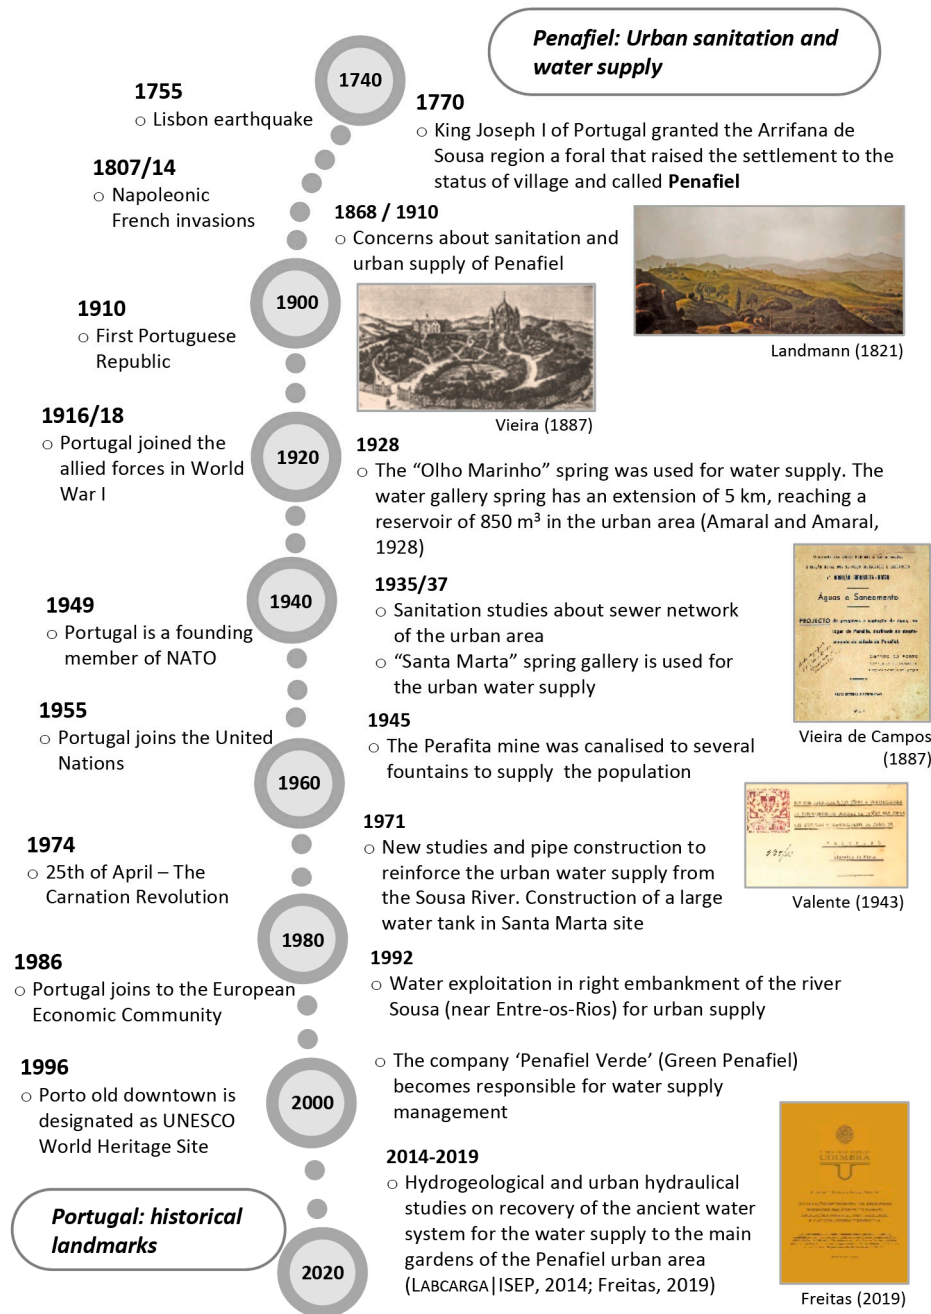 Penafiel: Urban sanitation and
water supply
1740
1755
○ Lisbon earthquake
1770
○ King Joseph I of Portugal granted the Arrifana de
Sousa region a foral that raised the settlement to the
status of village and called Penafiel
1807/14
○ Napoleonic
French invasions
1868 / 1910
○ Concerns about sanitation and
urban supply of Penafiel
Landmann (1821)
1900
1910
○ First Portuguese
Republic
Vieira (1887)
1916/18
○ Portugal joined the
allied forces in World
War I
1920
1928
○ The “Olho Marinho” spring was used for water supply. The
water gallery spring has an extension of 5 km, reaching a
reservoir of 850 m³ in the urban area (Amaral and Amaral,
1928)
1940
1935/37
○ Sanitation studies about sewer network
of the urban area
○ “Santa Marta” spring gallery is used for
the urban water supply
Águas e Saneamento
PROJECTO
Vieira de Campos
(1887)
1949
○ Portugal is a founding
member of NATO
1955
○ Portugal joins the United
Nations
1945
○ The Perafita mine was canalised to several
fountains to supply the population
1960
1971
○ New studies and pipe construction to
reinforce the urban water supply from
the Sousa River. Construction of a large
water tank in Santa Marta site
Valente (1943)
1974
○ 25th of April – The
Carnation Revolution
1980
1986
○ Portugal joins to the European
Economic Community
1992
○ Water exploitation in right embankment of the river
Sousa (near Entre-os-Rios) for urban supply
○ The company ‘Penafiel Verde’ (Green Penafiel)
becomes responsible for water supply
management
1996
○ Porto old downtown is
designated as UNESCO
World Heritage Site
2000
2014-2019
○ Hydrogeological and urban hydraulical
studies on recovery of the ancient water
system for the water supply to the main
gardens of the Penafiel urban area
(LABCARGA|ISEP, 2014; Freitas, 2019)
COIMBRA
Freitas (2019)
Portugal: historical
landmarks
2020